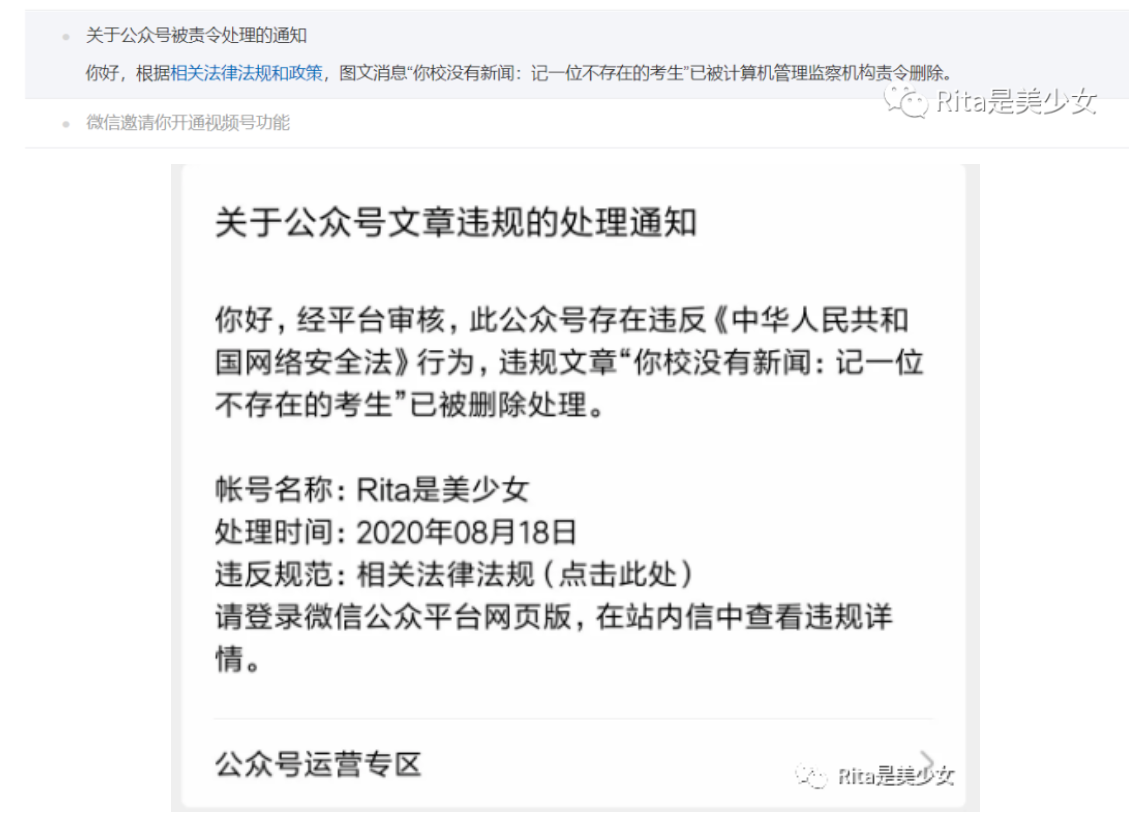 关于公众号被责令处理的通知
你好，根据相关法律法规和政策，图文消息“你校没有新闻：记一位不存在的考生”已被计算机管理监察机构责令删除。
Rita是美少女
微信邀请你开通视频号功能
关于公众号文章违规的处理通知
你好，经平台审核，此公众号存在违反《中华人民共和
国网络安全法》行为，违规文章“你校没有新闻：记一位
不存在的考生”已被删除处理。
帐号名称：Rita是美少女
处理时间：2020年08月18日
违反规范：相关法律法规（点击此处）
请登录微信公众平台网页版，在站内信中查看违规详
情。
公众号运营专区
Rita是美少女